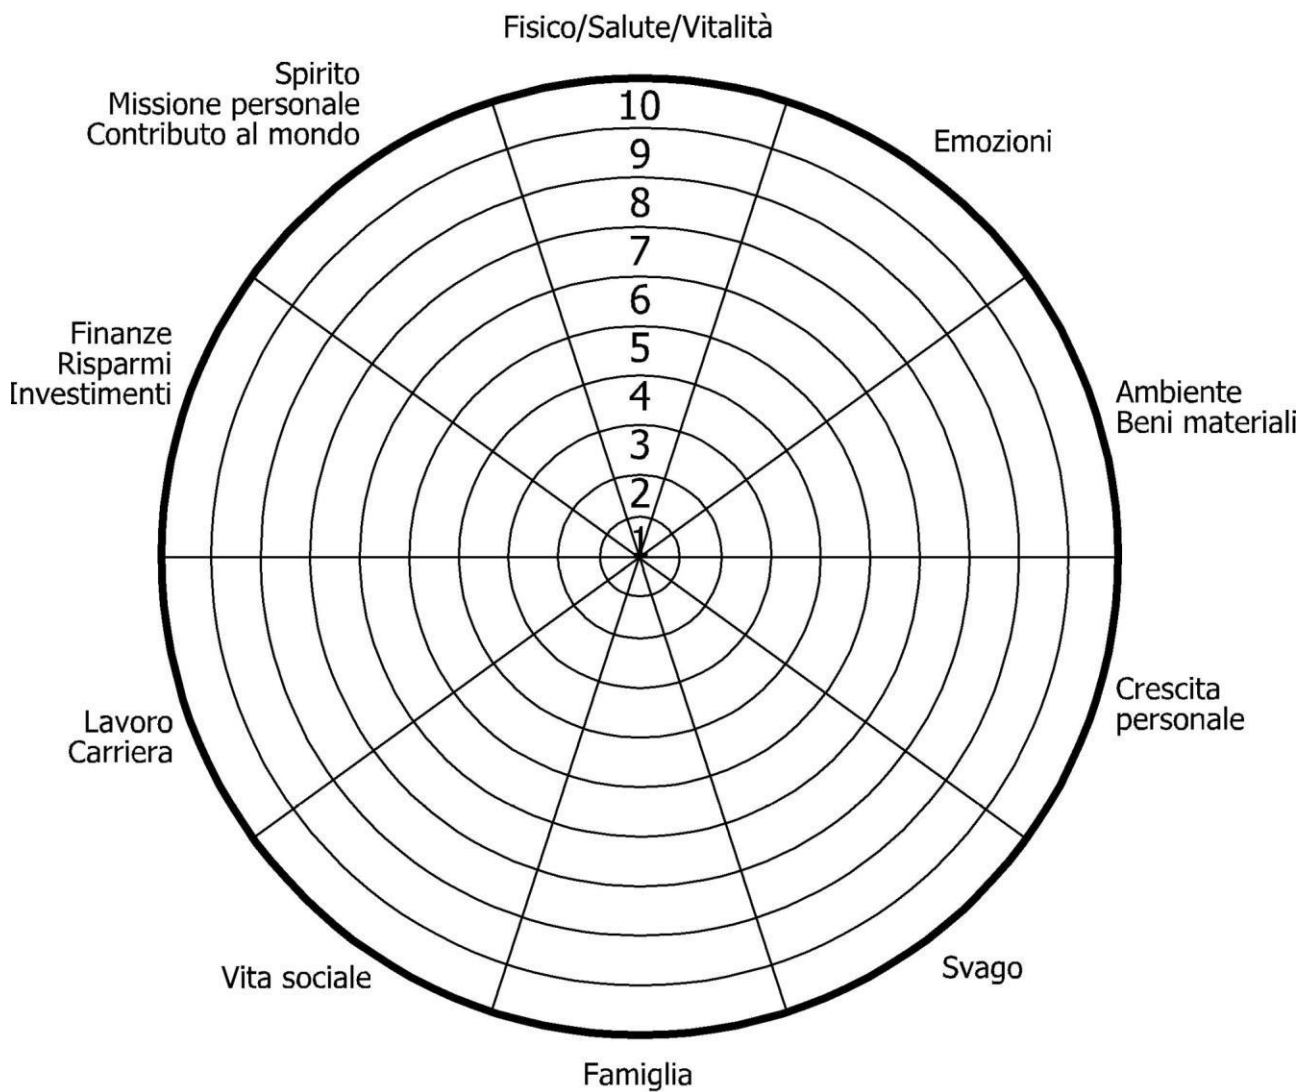 Fisico/Salute/Vitalità
Spirito
Missione personale
Contributo al mondo
Emozioni
Finanze
Risparmi
Investimenti
Ambiente
Beni materiali
Crescita
personale
Lavoro
Carriera
Svago
Vita sociale
Famiglia
10
9
8
7
6
5
4
3
2
1